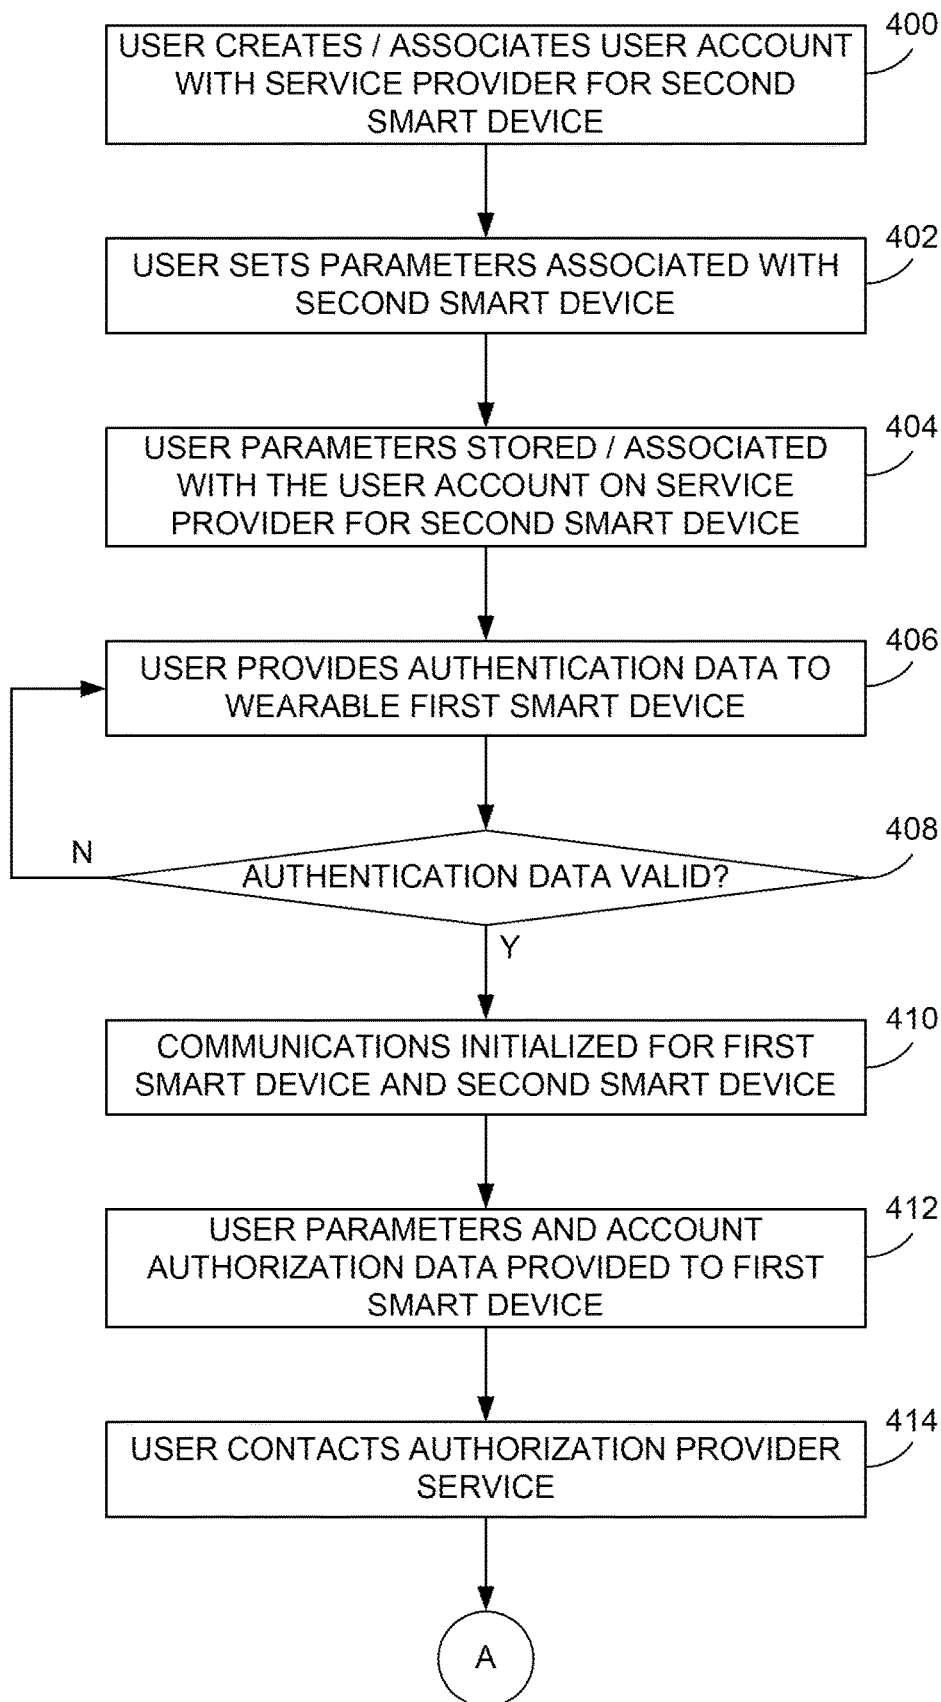 400
USER CREATES / ASSOCIATES USER ACCOUNT
WITH SERVICE PROVIDER FOR SECOND
SMART DEVICE
402
USER SETS PARAMETERS ASSOCIATED WITH
SECOND SMART DEVICE
404
USER PARAMETERS STORED / ASSOCIATED
WITH THE USER ACCOUNT ON SERVICE
PROVIDER FOR SECOND SMART DEVICE
406
USER PROVIDES AUTHENTICATION DATA TO
WEARABLE FIRST SMART DEVICE
408
N
AUTHENTICATION DATA VALID?
Y
410
COMMUNICATIONS INITIALIZED FOR FIRST
SMART DEVICE AND SECOND SMART DEVICE
412
USER PARAMETERS AND ACCOUNT
AUTHORIZATION DATA PROVIDED TO FIRST
SMART DEVICE
414
USER CONTACTS AUTHORIZATION PROVIDER
SERVICE
A